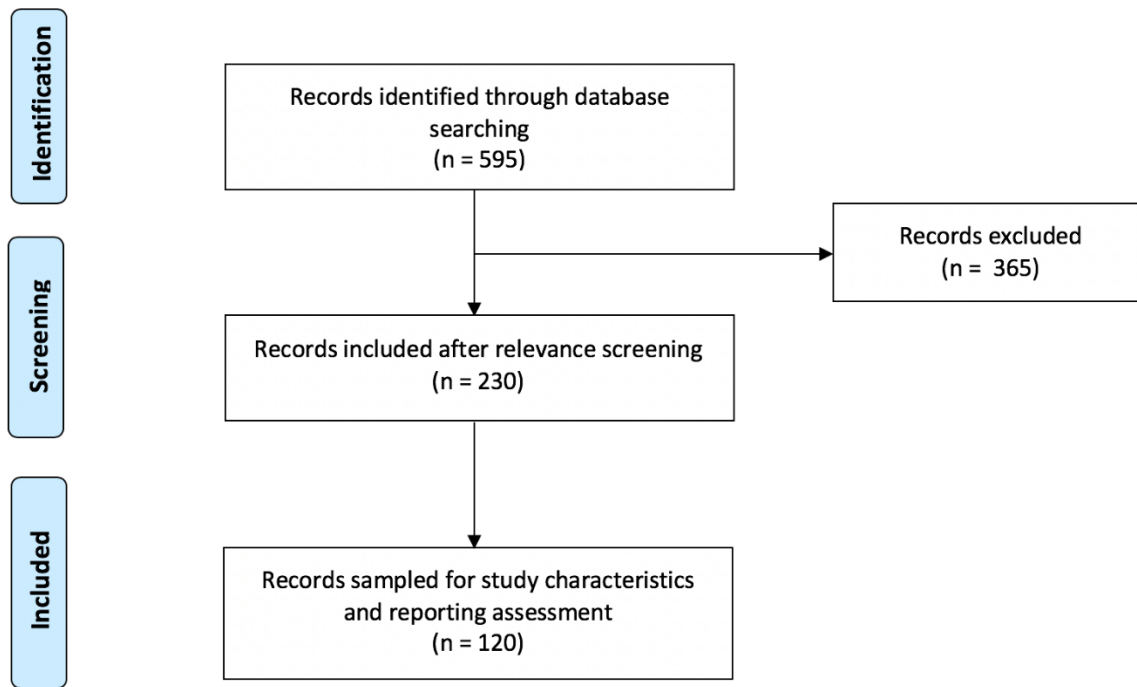 Identification
Records identified through database
searching
(n = 595)
Records excluded
(n =  365)
Screening
Records included after relevance screening
(n = 230)
Included
Records sampled for study characteristics
and reporting assessment
(n = 120)